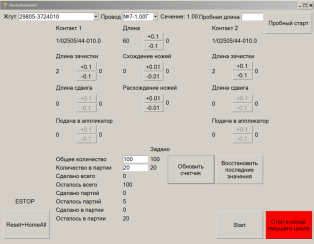 Жгут 29805-3724010 Провод №7-1.00Г Сечение: 1.00 Пробная длина
Пробный старт
Контакт 1 Длина Контакт 2
1/02505/44-010.0 60 +0.1 -0.1 0 1/02505/44-010.0
Длина зачистки Схождение ножей Длина зачистки
2 +0.1 -0.1 0 0 +0.01 -0.01 0 2 +0.1 -0.1 0
Длина сдвига Расхождение ножей Длина сдвига
0 +0.1 -0.1 0 0 +0.01 -0.01 0 0 +0.1 -0.1 0
Подача в аппликатор Подача в аппликатор
0 +0.1 -0.1 0 0 +0.1 -0.1 0
Задано
Общее количество 100 100
Количество в партии 20 20
Сделано всего 0
Осталось всего 100
Сделано партий 0
Осталось партий 5
Сделано в партии 0
Осталось в партии 20
Обновить счетчик
Восстановить последние значения
ESTOP
Reset+HomeAll
Start
Стоп в конце текущего цикла